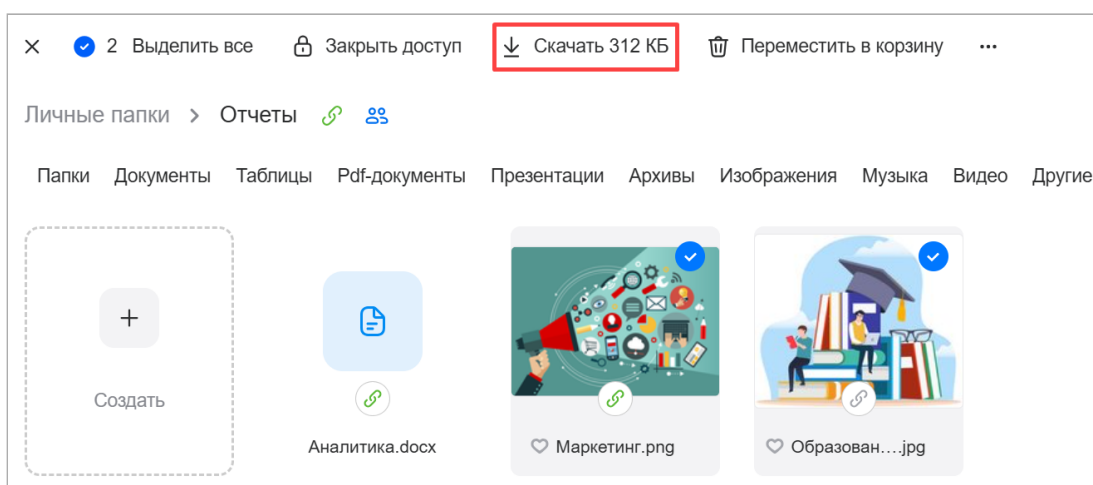 2 Выделить все Закрыть доступ Скачать 312 КБ Переместить в корзину ...
Личные папки > Отчеты
Папки Документы Таблицы Pdf-документы Презентации Архивы Изображения Музыка Видео Другие
Создать
Аналитика.docx
Маркетинг.png
Образован....jpg